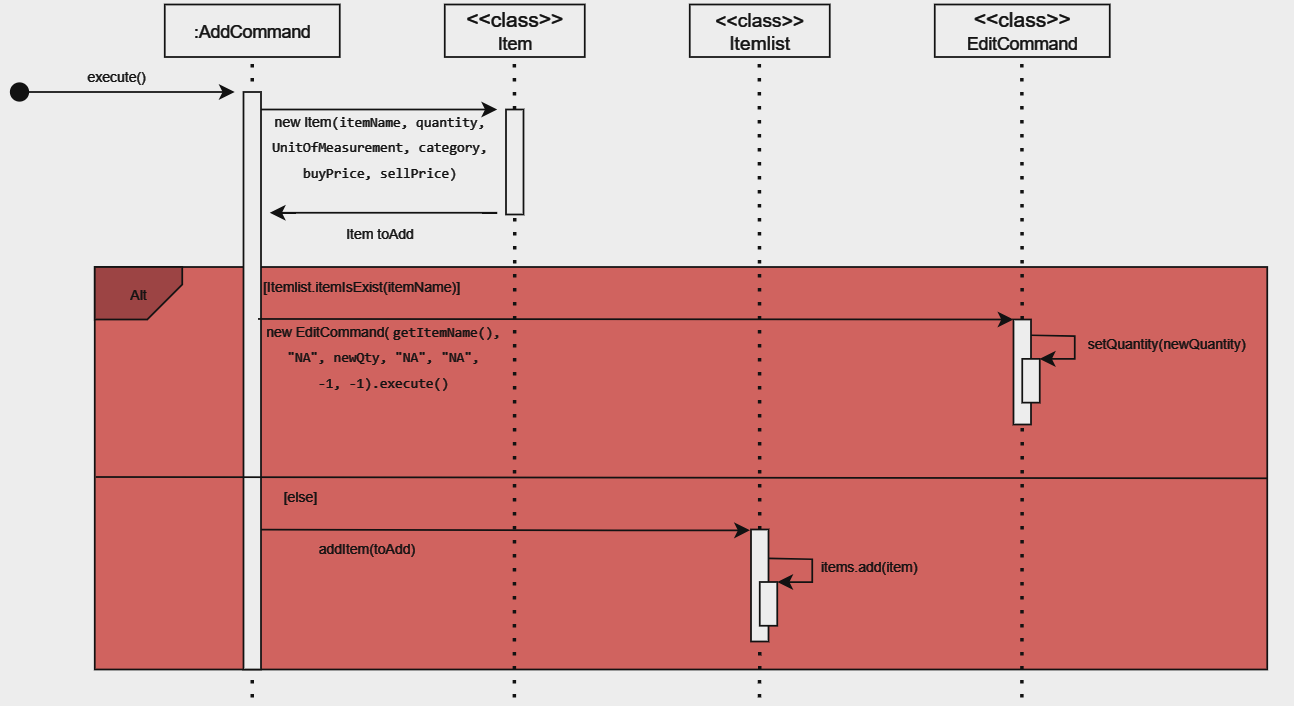 :AddCommand
<<class>>
Item
<<class>>
Itemlist
<<class>>
EditCommand
execute()
new Item(itemName, quantity,
UnitOfMeasurement, category,
buyPrice, sellPrice)
Item toAdd
Alt
[Itemlist.itemIsExist(itemName)]
new EditCommand( getItemName(),
"NA", newQty, "NA", "NA",
-1, -1).execute()
setQuantity(newQuantity)
[else]
addItem(toAdd)
items.add(item)